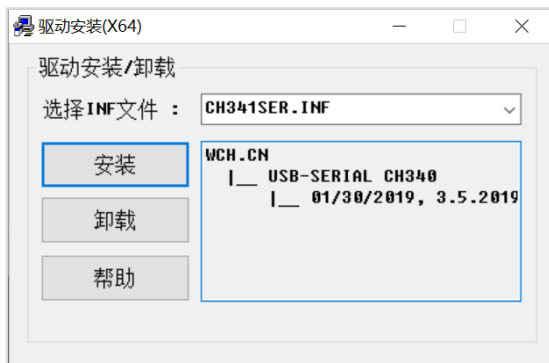 驱动安装(X64)
驱动安装/卸载
选择INF文件 : CH341SER.INF
安装
WCH.CN
|__ USB-SERIAL CH340
|__ 01/30/2019, 3.5.2019
卸载
帮助